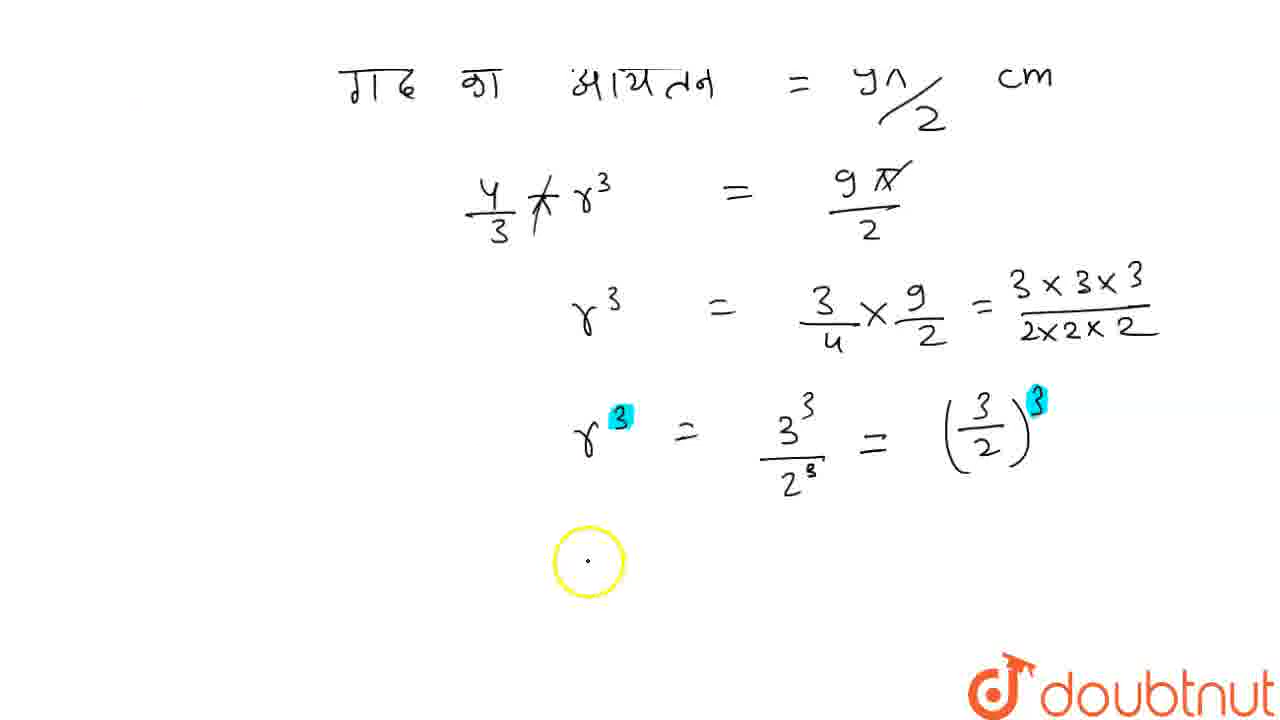 गेद का आयतन = 9π/2 cm
4/3 π r³ = 9π/2
r³ = 3/4 × 9/2 = 3×3×3/2×2×2
r³ = 3³/2³ = (3/2)³
doubtnut